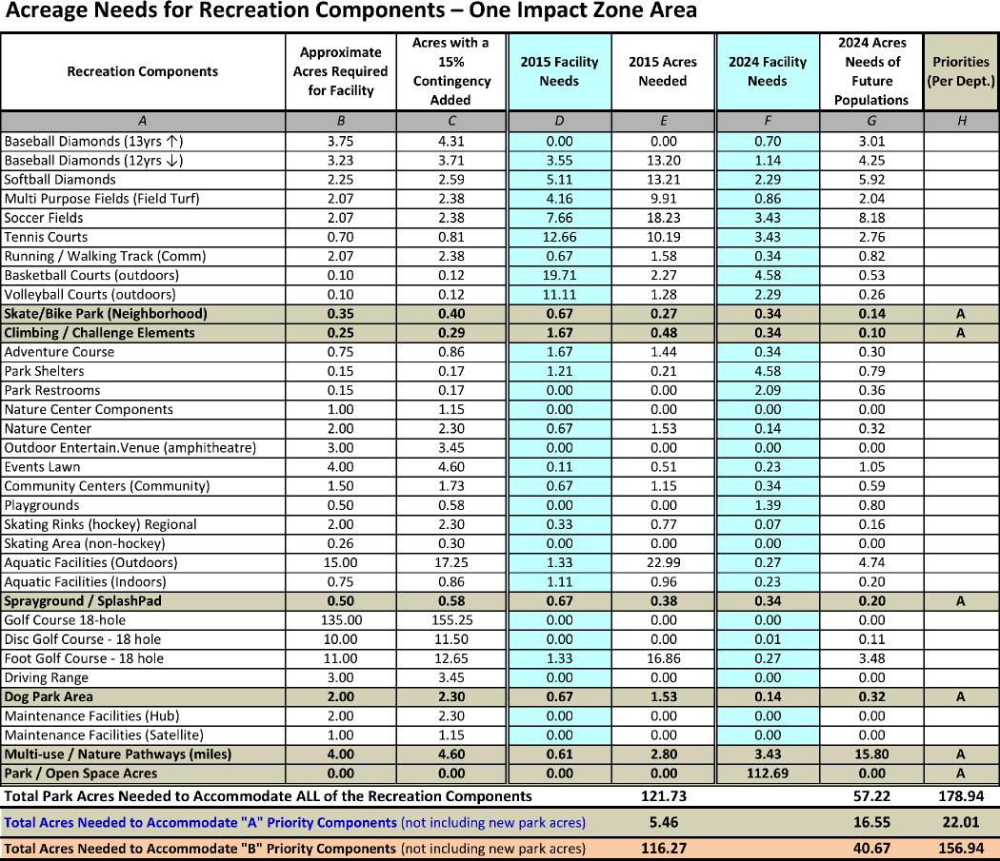 Acreage Needs for Recreation Components – One Impact Zone Area
Recreation Components | Approximate Acres Required for Facility | Acres with a 15% Contingency Added | 2015 Facility Needs | 2015 Acres Needed | 2024 Facility Needs | 2024 Acres Needs of Future Populations | Priorities (Per Dept.)
A | B | C | D | E | F | G | H
Baseball Diamonds (13yrs ↑) | 3.75 | 4.31 | 0.00 | 0.00 | 0.70 | 3.01
Baseball Diamonds (12yrs ↓) | 3.23 | 3.71 | 3.55 | 13.20 | 1.14 | 4.25
Softball Diamonds | 2.25 | 2.59 | 5.11 | 13.21 | 2.29 | 5.92
Multi Purpose Fields (Field Turf) | 2.07 | 2.38 | 4.16 | 9.91 | 0.86 | 2.04
Soccer Fields | 2.07 | 2.38 | 7.66 | 18.23 | 3.43 | 8.18
Tennis Courts | 0.70 | 0.81 | 12.66 | 10.19 | 3.43 | 2.76
Running / Walking Track (Comm) | 2.07 | 2.38 | 0.67 | 1.58 | 0.34 | 0.82
Basketball Courts (outdoors) | 0.10 | 0.12 | 19.71 | 2.27 | 4.58 | 0.53
Volleyball Courts (outdoors) | 0.10 | 0.12 | 11.11 | 1.28 | 2.29 | 0.26
Skate/Bike Park (Neighborhood) | 0.35 | 0.40 | 0.67 | 0.27 | 0.34 | 0.14 | A
Climbing / Challenge Elements | 0.25 | 0.29 | 1.67 | 0.48 | 0.34 | 0.10 | A
Adventure Course | 0.75 | 0.86 | 1.67 | 1.44 | 0.34 | 0.30
Park Shelters | 0.15 | 0.17 | 1.21 | 0.21 | 4.58 | 0.79
Park Restrooms | 0.15 | 0.17 | 0.00 | 0.00 | 2.09 | 0.36
Nature Center Components | 1.00 | 1.15 | 0.00 | 0.00 | 0.00 | 0.00
Nature Center | 2.00 | 2.30 | 0.67 | 1.53 | 0.14 | 0.32
Outdoor Entertain.Venue (amphitheatre) | 3.00 | 3.45 | 0.00 | 0.00 | 0.00 | 0.00
Events Lawn | 4.00 | 4.60 | 0.11 | 0.51 | 0.23 | 1.05
Community Centers (Community) | 1.50 | 1.73 | 0.67 | 1.15 | 0.34 | 0.59
Playgrounds | 0.50 | 0.58 | 0.00 | 0.00 | 1.39 | 0.80
Skating Rinks (hockey) Regional | 2.00 | 2.30 | 0.33 | 0.77 | 0.07 | 0.16
Skating Area (non-hockey) | 0.26 | 0.30 | 0.00 | 0.00 | 0.00 | 0.00
Aquatic Facilities (Outdoors) | 15.00 | 17.25 | 1.33 | 22.99 | 0.27 | 4.74
Aquatic Facilities (Indoors) | 0.75 | 0.86 | 1.11 | 0.96 | 0.23 | 0.20
Sprayground / SplashPad | 0.50 | 0.58 | 0.67 | 0.38 | 0.34 | 0.20 | A
Golf Course 18-hole | 135.00 | 155.25 | 0.00 | 0.00 | 0.00 | 0.00
Disc Golf Course - 18 hole | 10.00 | 11.50 | 0.00 | 0.00 | 0.01 | 0.11
Foot Golf Course - 18 hole | 11.00 | 12.65 | 1.33 | 16.86 | 0.27 | 3.48
Driving Range | 3.00 | 3.45 | 0.00 | 0.00 | 0.00 | 0.00
Dog Park Area | 2.00 | 2.30 | 0.67 | 1.53 | 0.14 | 0.32 | A
Maintenance Facilities (Hub) | 2.00 | 2.30 | 0.00 | 0.00 | 0.00 | 0.00
Maintenance Facilities (Satellite) | 1.00 | 1.15 | 0.00 | 0.00 | 0.00 | 0.00
Multi-use / Nature Pathways (miles) | 4.00 | 4.60 | 0.61 | 2.80 | 3.43 | 15.80 | A
Park / Open Space Acres | 0.00 | 0.00 | 0.00 | 0.00 | 112.69 | 0.00 | A
Total Park Acres Needed to Accommodate ALL of the Recreation Components | 121.73 | 57.22 | 178.94
Total Acres Needed to Accommodate "A" Priority Components (not including new park acres) | 5.46 | 16.55 | 22.01
Total Acres Needed to Accommodate "B" Priority Components (not including new park acres) | 116.27 | 40.67 | 156.94